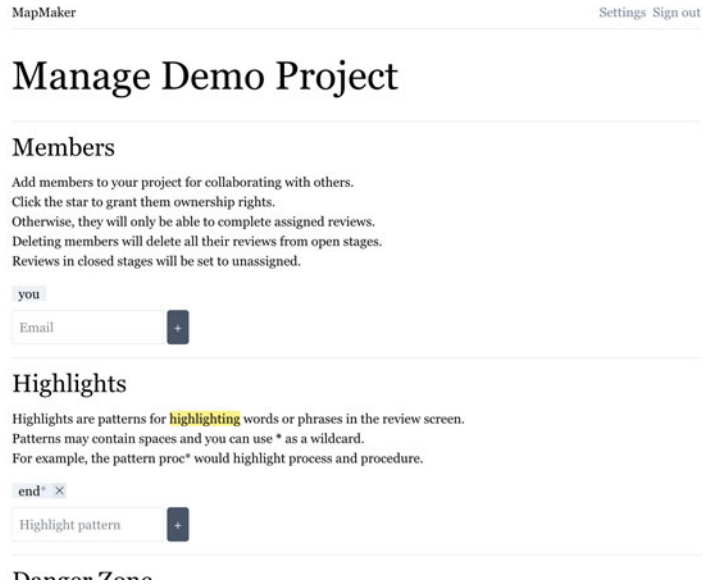 MapMaker
Settings Sign out
Manage Demo Project
Members
Add members to your project for collaborating with others.
Click the star to grant them ownership rights.
Otherwise, they will only be able to complete assigned reviews.
Deleting members will delete all their reviews from open stages.
Reviews in closed stages will be set to unassigned.
you
Email +
Highlights
Highlights are patterns for highlighting words or phrases in the review screen.
Patterns may contain spaces and you can use * as a wildcard.
For example, the pattern proc* would highlight process and procedure.
end* ×
Highlight pattern +
Danger Zone